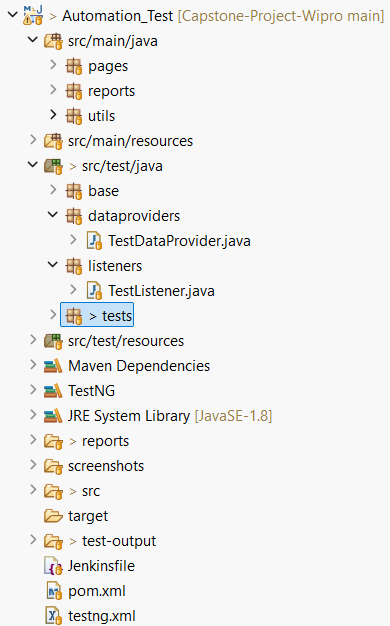 > Automation_Test [Capstone-Project-Wipro main]
src/main/java
pages
reports
utils
src/main/resources
> src/test/java
base
dataproviders
TestDataProvider.java
listeners
TestListener.java
> tests
src/test/resources
Maven Dependencies
TestNG
JRE System Library [JavaSE-1.8]
> reports
screenshots
> src
target
> test-output
Jenkinsfile
pom.xml
testng.xml